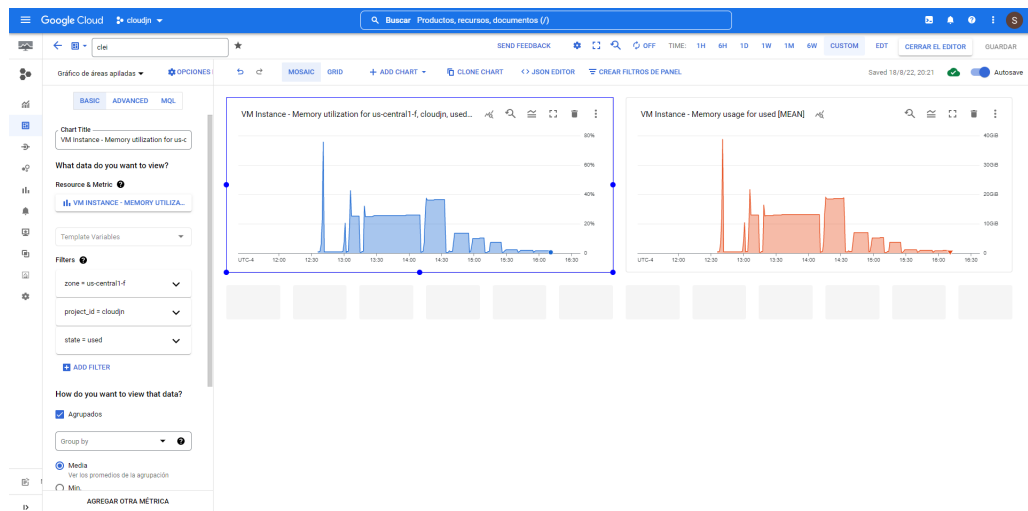 Google Cloud cloudjn Buscar Productos, recursos, documentos (/) S
clei SEND FEEDBACK OFF TIME: 1H 6H 1D 1W 1M 6W CUSTOM EDT CERRAR EL EDITOR GUARDAR
Gráfico de áreas apiladas OPCIONES MOSAIC GRID + ADD CHART CLONE CHART <> JSON EDITOR CREAR FILTROS DE PANEL Saved 18/8/22, 20:21 Autosave
BASIC ADVANCED MQL
Chart Title
VM Instance - Memory utilization for us-c
What data do you want to view?
Resource & Metric
VM INSTANCE - MEMORY UTILIZA...
Template Variables
Filters
zone = us-central1-f
project_id = cloudjn
state = used
ADD FILTER
How do you want to view that data?
Agrupados
Group by
Media
Ver los promedios de la agrupación
Min.
AGREGAR OTRA MÉTRICA
VM Instance - Memory utilization for us-central1-f, cloudjn, used...
80%
60%
40%
20%
0
UTC-4 12:00 12:30 13:00 13:30 14:00 14:30 15:00 15:30 16:00 16:30
VM Instance - Memory usage for used [MEAN]
40GiB
30GiB
20GiB
10GiB
0
UTC-4 12:00 12:30 13:00 13:30 14:00 14:30 15:00 15:30 16:00 16:30